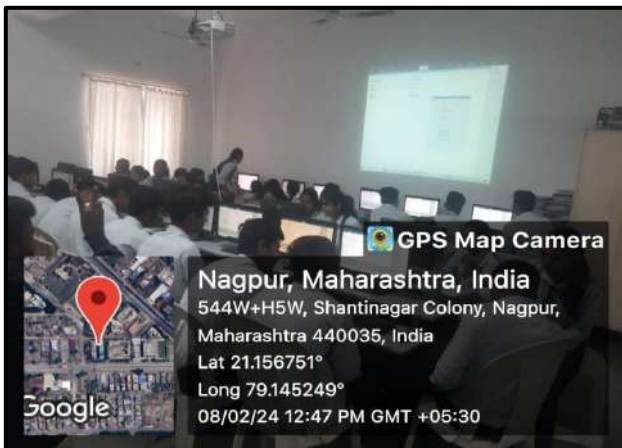 GPS Map Camera
Nagpur, Maharashtra, India
544W+H5W, Shantinagar Colony, Nagpur,
Maharashtra 440035, India
Lat 21.156751°
Long 79.145249°
08/02/24 12:47 PM GMT +05:30
Google